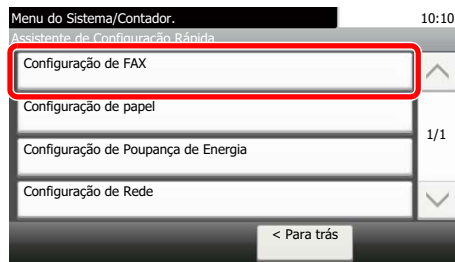 Menu do Sistema/Contador.
10:10
Assistente de Configuração Rápida
Configuração de FAX
Configuração de papel
1/1
Configuração de Poupança de Energia
Configuração de Rede
< Para trás